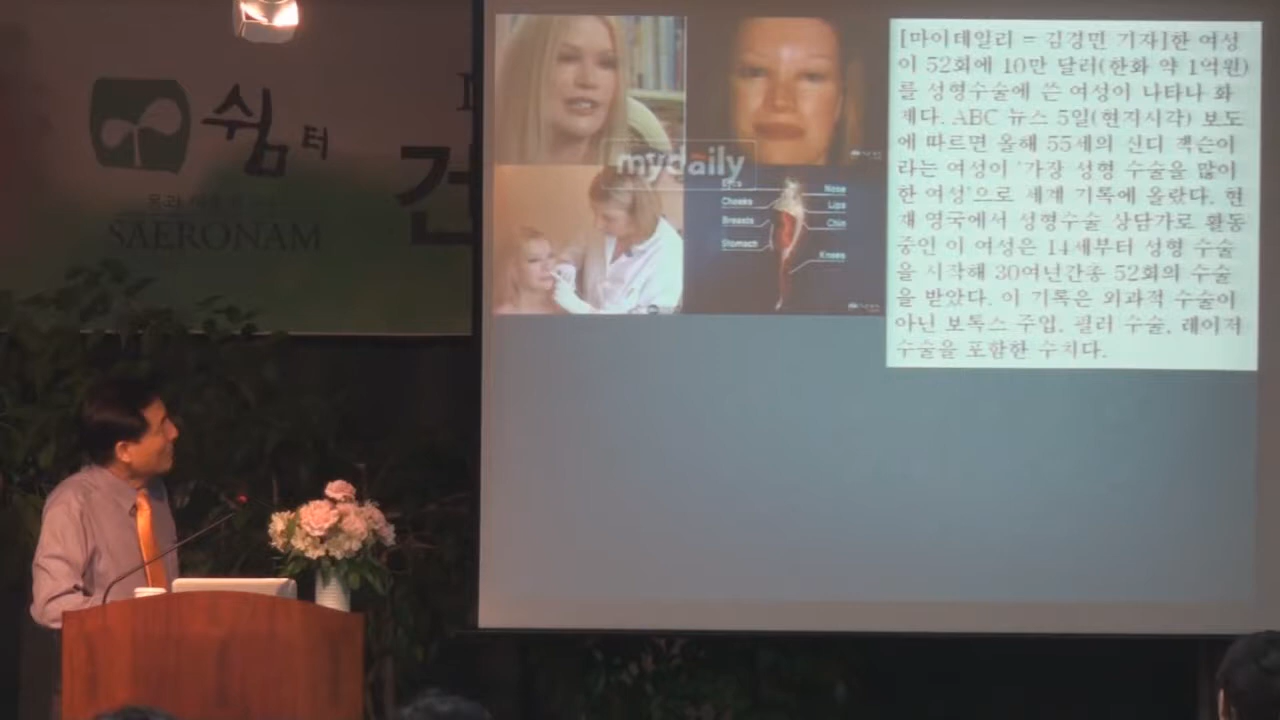 쉼터
SAERONAM
mydaily
Eyes
Cheeks
Breasts
Stomach
Nose
Lips
Chin
Knees
[마이데일리 = 김경민 기자]한 여성
이 52회에 10만 달러(한화 약 1억원)
를 성형수술에 쓴 여성이 나타나 화
제다. ABC 뉴스 5일(현지시각) 보도
에 따르면 올해 55세의 신디 잭슨이
라는 여성이 '가장 성형 수술을 많이
한 여성'으로 세계 기록에 올랐다. 현
재 영국에서 성형수술 상담가로 활동
중인 이 여성은 14세부터 성형 수술
을 시작해 30여년간총 52회의 수술
을 받았다. 이 기록은 외과적 수술이
아닌 보톡스 주입, 필러 수술, 레이저
수술을 포함한 수치다.